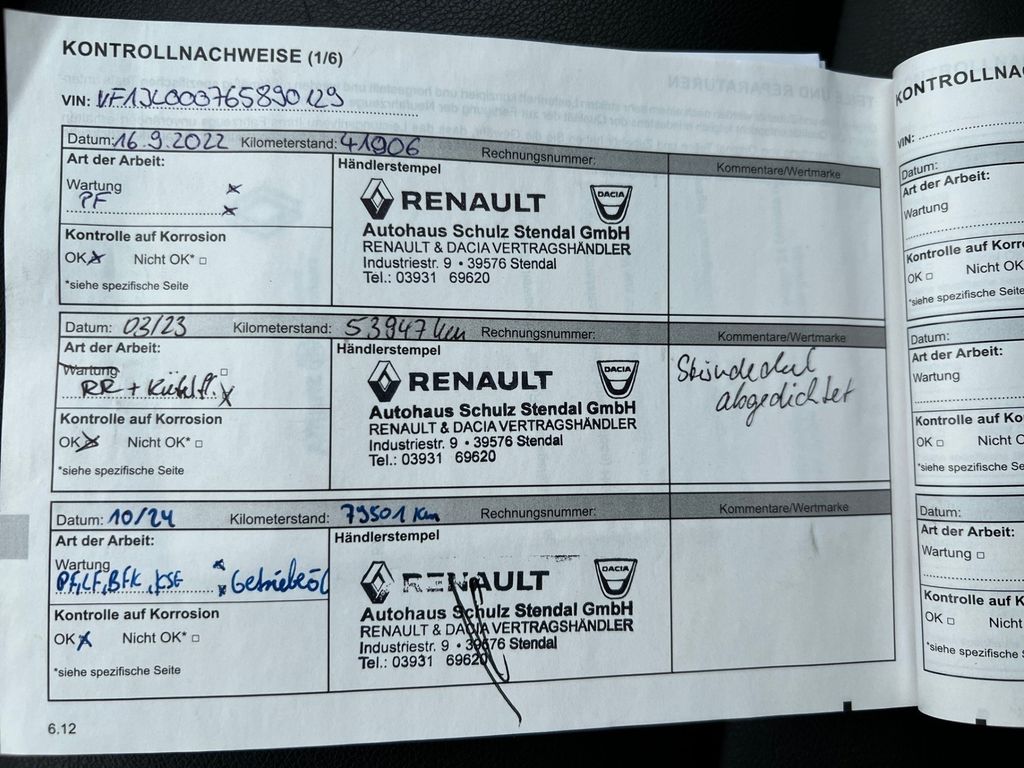 KONTROLLNACHWEISE (1/6)
VIN: VF1JL000765890129
Datum: 16.9.2022 Kilometerstand: 41906 Rechnungsnummer:
Kommentare/Wertmarke
Art der Arbeit:
Wartung x
PF x
Kontrolle auf Korrosion
OK x Nicht OK* □
*siehe spezifische Seite
Händlerstempel
RENAULT DACIA
Autohaus Schulz Stendal GmbH
RENAULT & DACIA VERTRAGSHÄNDLER
Industriestr. 9 • 39576 Stendal
Tel.: 03931 69620
Datum: 03/23 Kilometerstand: 53947 km Rechnungsnummer:
Kommentare/Wertmarke
Art der Arbeit:
Wartung □
RR + Kühlfl. x
Kontrolle auf Korrosion
OK x Nicht OK* □
*siehe spezifische Seite
Händlerstempel
RENAULT DACIA
Autohaus Schulz Stendal GmbH
RENAULT & DACIA VERTRAGSHÄNDLER
Industriestr. 9 • 39576 Stendal
Tel.: 03931 69620
abgedichtet
Datum: 10/24 Kilometerstand: 79501 km Rechnungsnummer:
Kommentare/Wertmarke
Art der Arbeit:
Wartung x
PF, LF, BFK, KSF x Getriebeöl
Kontrolle auf Korrosion
OK x Nicht OK* □
*siehe spezifische Seite
Händlerstempel
RENAULT DACIA
Autohaus Schulz Stendal GmbH
RENAULT & DACIA VERTRAGSHÄNDLER
Industriestr. 9 • 39576 Stendal
Tel.: 03931 69620
6.12
KONTROLLNA
VIN:
Datum:
Art der Arbeit:
Wartung
Kontrolle auf Korr
OK □ Nicht OK
*siehe spezifische Seite
Datum:
Art der Arbeit:
Wartung
Kontrolle auf Ko
OK □ Nicht O
*siehe spezifische Se
Datum:
Art der Arbeit:
Wartung □
Kontrolle auf K
OK □ Nicht
*siehe spezifische